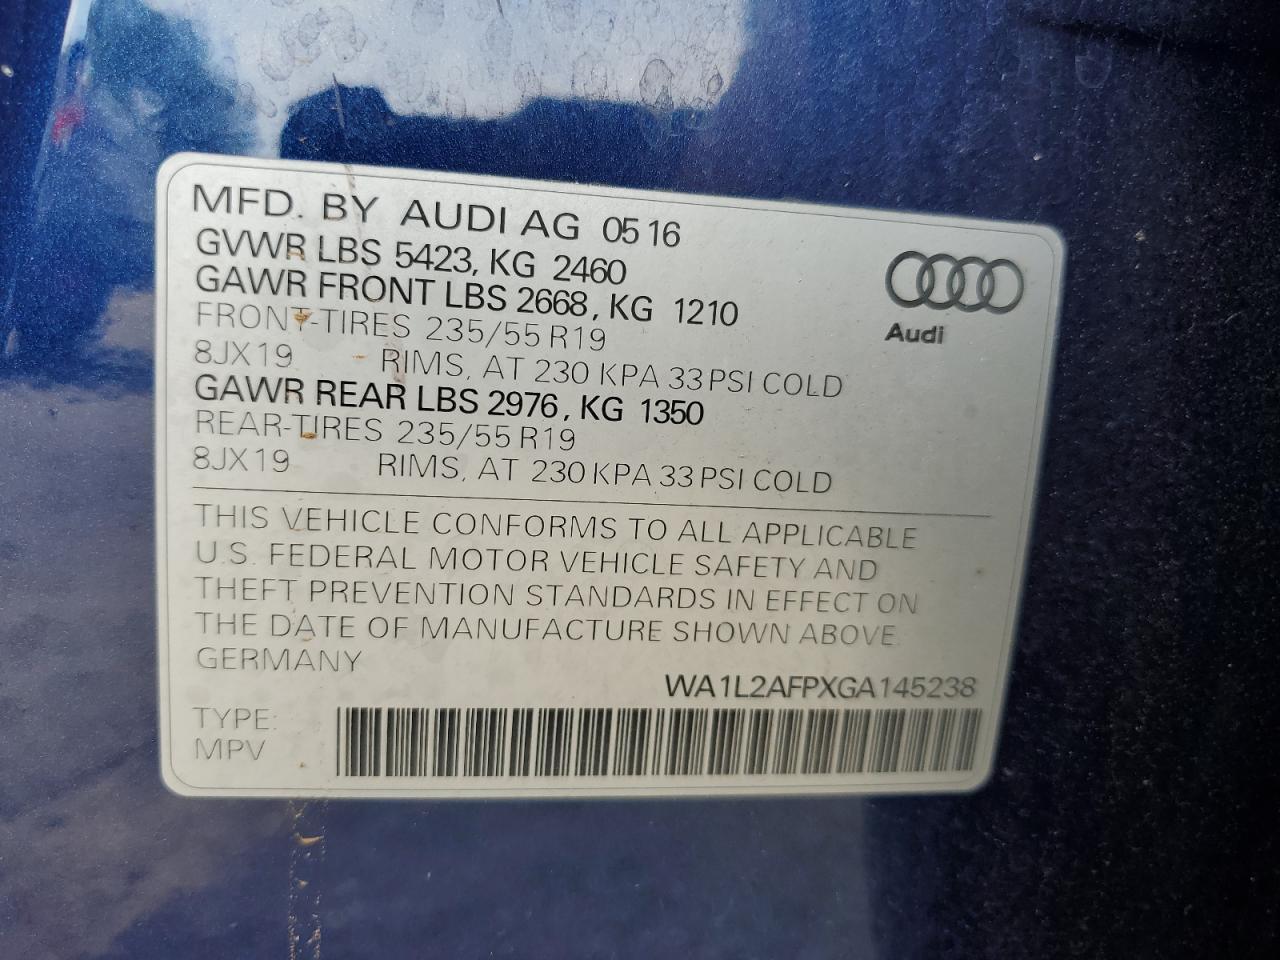 MFD. BY AUDI AG 05 16
GVWR LBS 5423, KG 2460
GAWR FRONT LBS 2668, KG 1210
FRONT-TIRES 235/55 R19
8JX19 RIMS, AT 230 KPA 33 PSI COLD
GAWR REAR LBS 2976, KG 1350
REAR-TIRES 235/55 R19
8JX19 RIMS, AT 230 KPA 33 PSI COLD
Audi
THIS VEHICLE CONFORMS TO ALL APPLICABLE
U.S. FEDERAL MOTOR VEHICLE SAFETY AND
THEFT PREVENTION STANDARDS IN EFFECT ON
THE DATE OF MANUFACTURE SHOWN ABOVE.
GERMANY
WA1L2AFPXGA145238
TYPE:
MPV